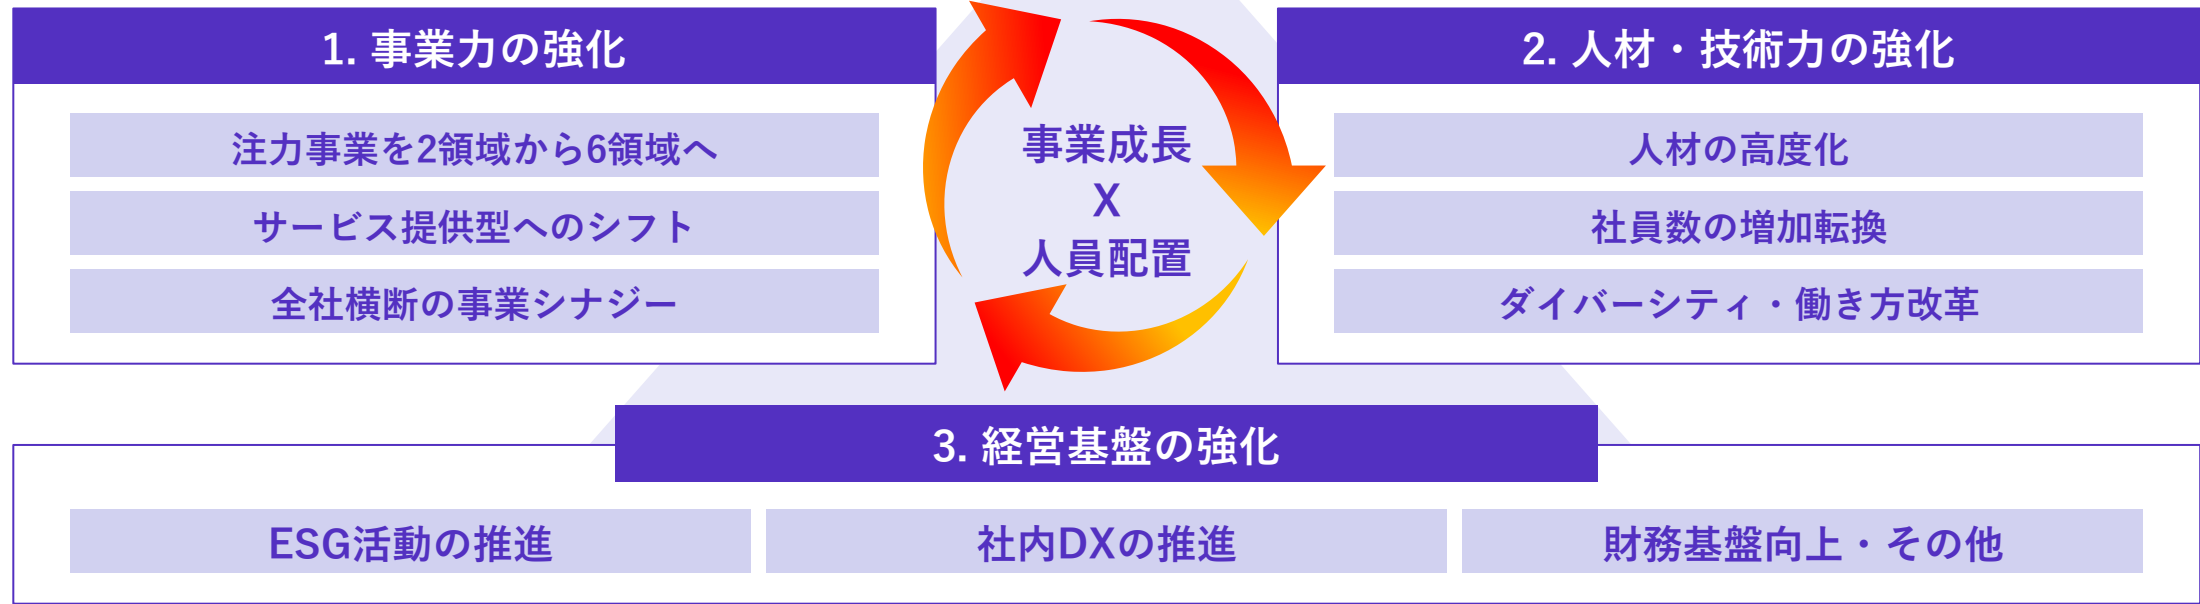 1. 事業力の強化
注力事業を2領域から6領域へ
サービス提供型へのシフト
全社横断の事業シナジー
事業成長
X
人員配置
2. 人材・技術力の強化
人材の高度化
社員数の増加転換
ダイバーシティ・働き方改革
3. 経営基盤の強化
ESG活動の推進
社内DXの推進
財務基盤向上・その他